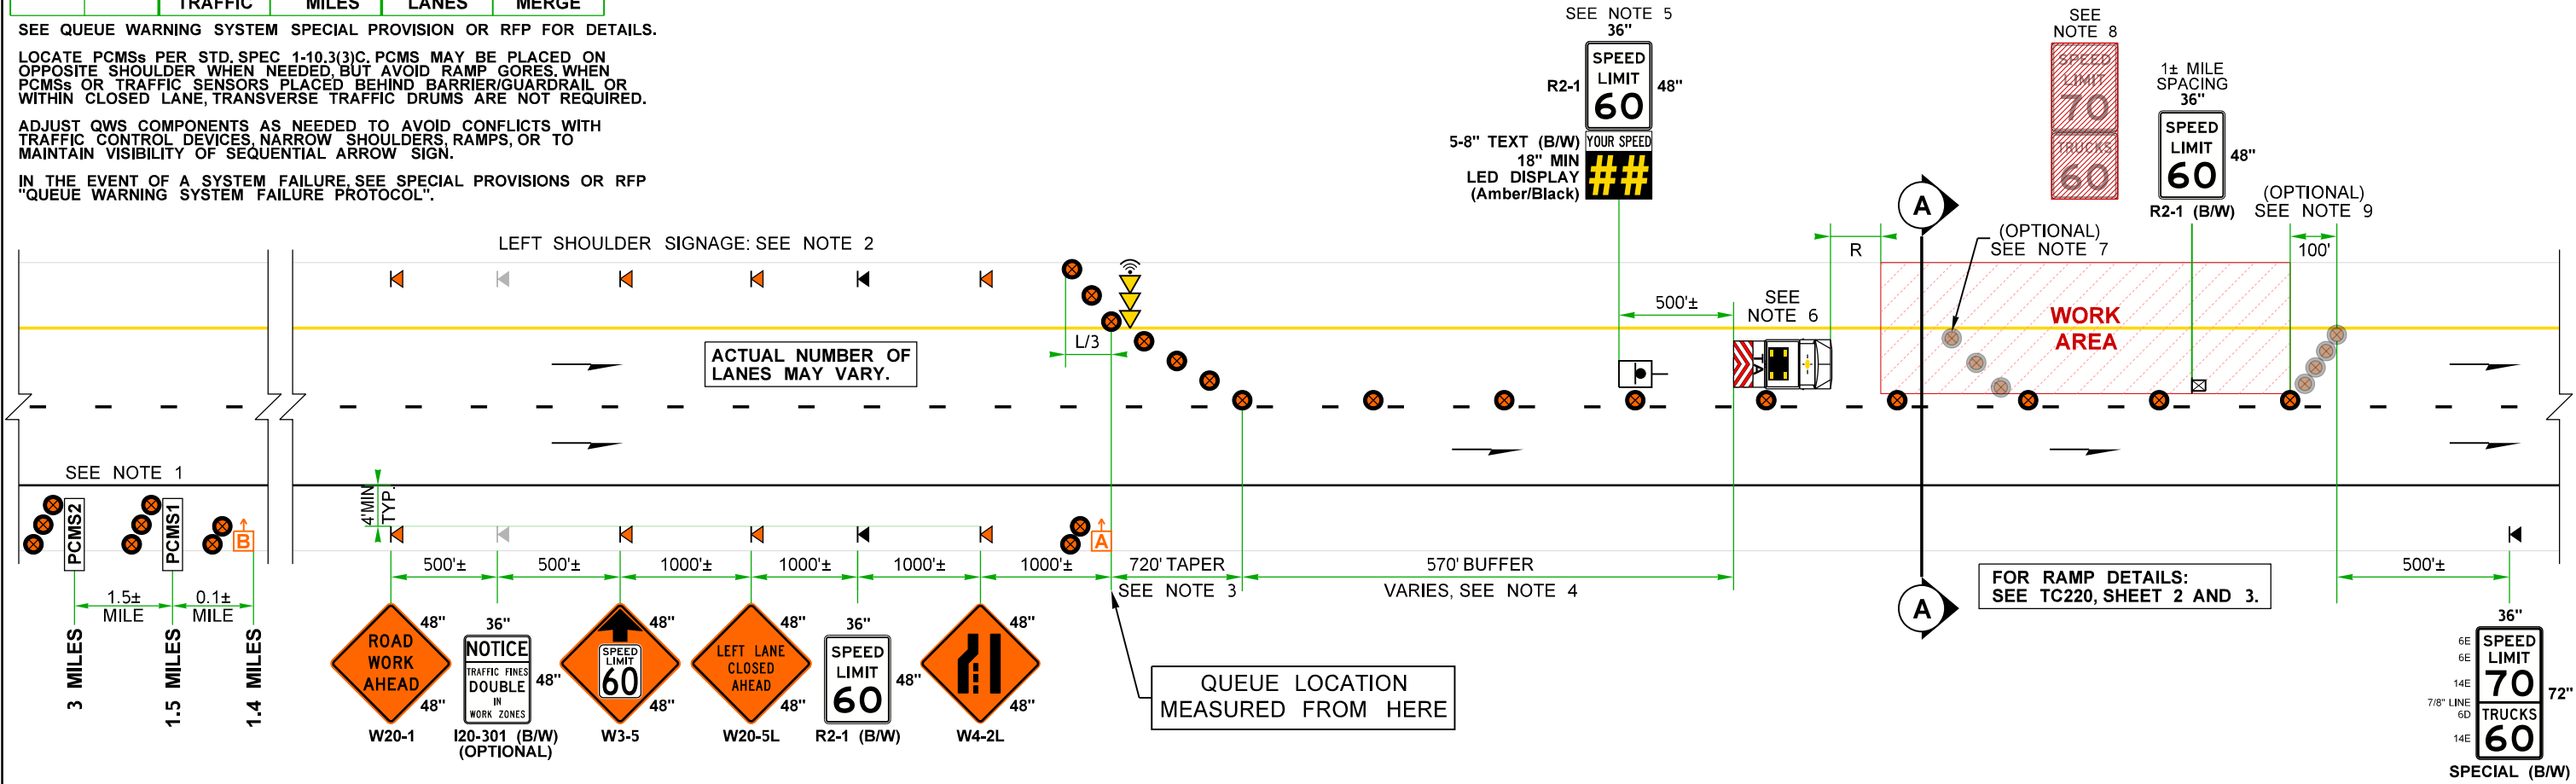 TRAFFIC MILES LANES MERGE
SEE QUEUE WARNING SYSTEM SPECIAL PROVISION OR RFP FOR DETAILS.
LOCATE PCMSs PER STD. SPEC 1-10.3(3)C. PCMS MAY BE PLACED ON
OPPOSITE SHOULDER WHEN NEEDED, BUT AVOID RAMP GORES. WHEN
PCMSs OR TRAFFIC SENSORS PLACED BEHIND BARRIER/GUARDRAIL OR
WITHIN CLOSED LANE, TRANSVERSE TRAFFIC DRUMS ARE NOT REQUIRED.
ADJUST QWS COMPONENTS AS NEEDED TO AVOID CONFLICTS WITH
TRAFFIC CONTROL DEVICES, NARROW SHOULDERS, RAMPS, OR TO
MAINTAIN VISIBILITY OF SEQUENTIAL ARROW SIGN.
IN THE EVENT OF A SYSTEM FAILURE, SEE SPECIAL PROVISIONS OR RFP
"QUEUE WARNING SYSTEM FAILURE PROTOCOL".
SEE NOTE 5
36"
SPEED
LIMIT
60
R2-1
48"
5-8" TEXT (B/W)
YOUR SPEED
18" MIN
LED DISPLAY
(Amber/Black)
##
SEE
NOTE 8
SPEED
LIMIT
70
TRUCKS
60
1± MILE
SPACING
36"
SPEED
LIMIT
60
48"
R2-1 (B/W)
(OPTIONAL)
SEE NOTE 9
100'
A
(OPTIONAL)
SEE NOTE 7
R
LEFT SHOULDER SIGNAGE: SEE NOTE 2
L/3
ACTUAL NUMBER OF
LANES MAY VARY.
500'±
SEE
NOTE 6
TA
WORK
AREA
SEE NOTE 1
PCMS2
PCMS1
B
4'MIN
TYP.
A
1.5±
MILE
0.1±
MILE
3 MILES
1.5 MILES
1.4 MILES
500'±
500'±
1000'±
1000'±
1000'±
1000'±
720' TAPER
SEE NOTE 3
570' BUFFER
VARIES, SEE NOTE 4
A
FOR RAMP DETAILS:
SEE TC220, SHEET 2 AND 3.
500'±
ROAD
WORK
AHEAD
48"
48"
W20-1
36"
NOTICE
TRAFFIC FINES
DOUBLE
IN
WORK ZONES
48"
I20-301 (B/W)
(OPTIONAL)
SPEED
LIMIT
60
48"
48"
W3-5
LEFT LANE
CLOSED
AHEAD
48"
48"
W20-5L
36"
SPEED
LIMIT
60
48"
R2-1 (B/W)
48"
48"
W4-2L
QUEUE LOCATION
MEASURED FROM HERE
36"
6E SPEED
6E LIMIT
14E 70
7/8" LINE
72"
6D TRUCKS
14E 60
SPECIAL (B/W)